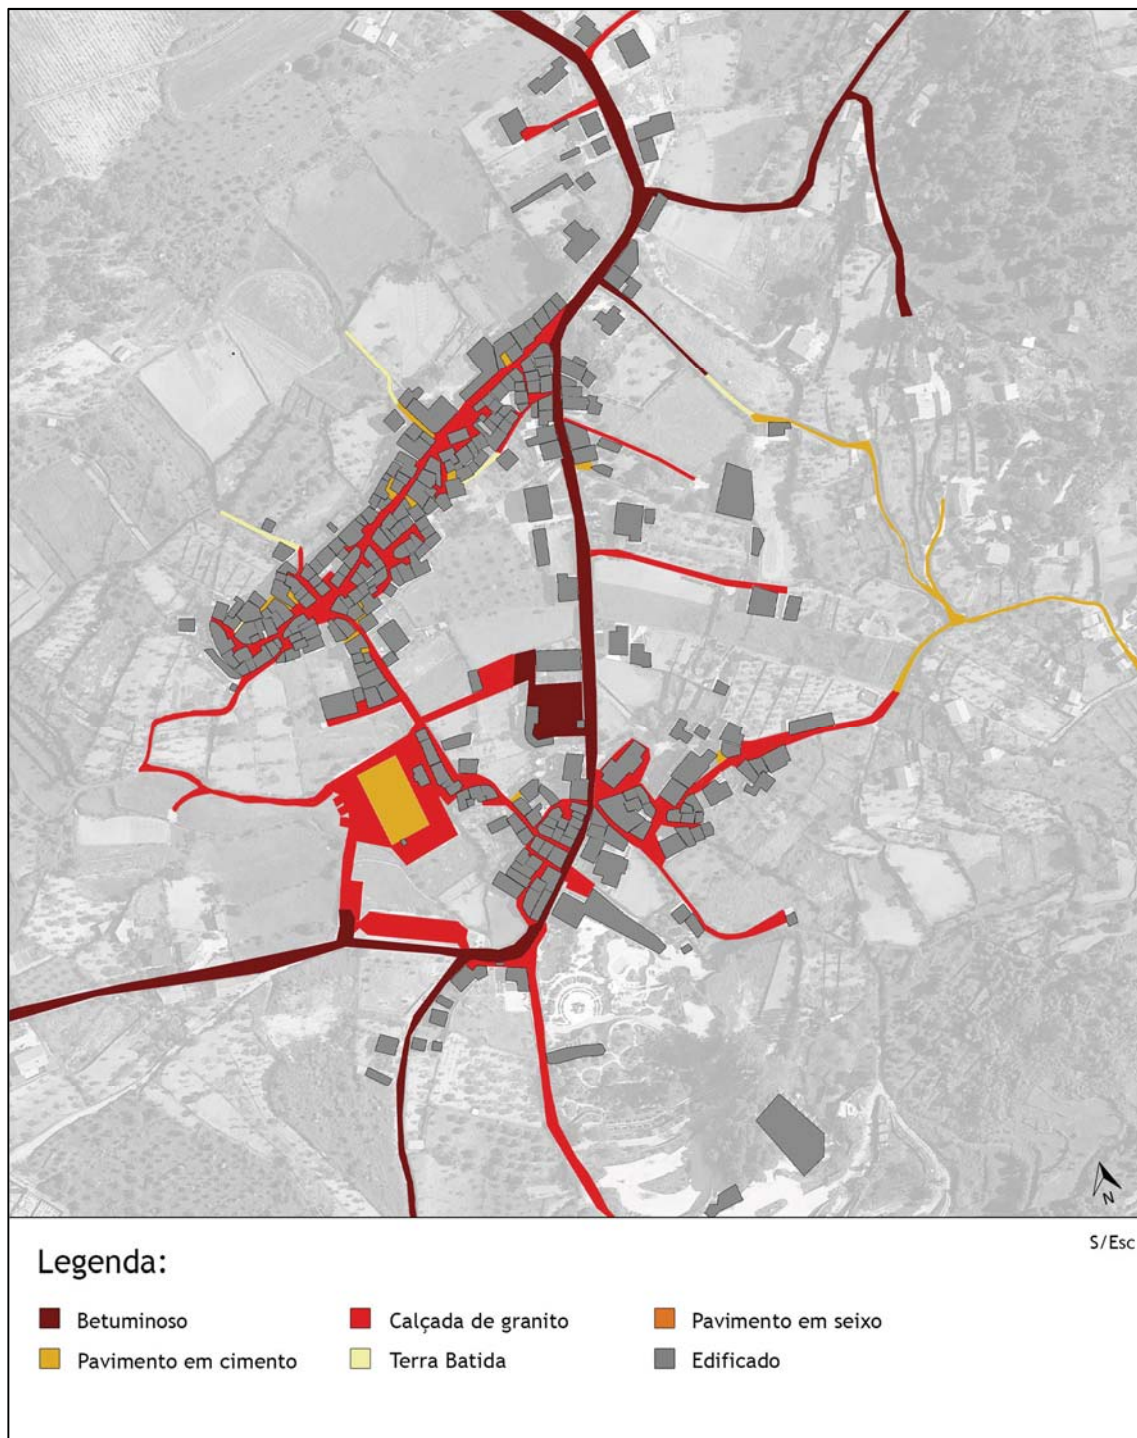 N
S/Esc
Legenda:
Betuminoso
Calçada de granito
Pavimento em seixo
Pavimento em cimento
Terra Batida
Edificado